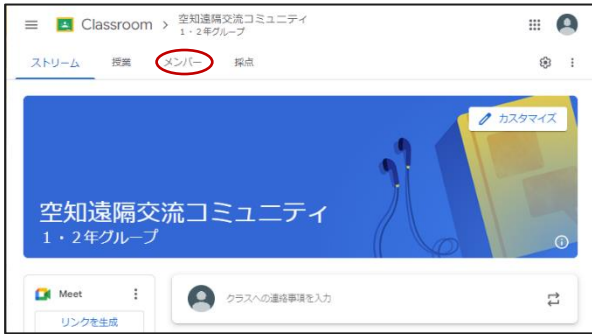 Classroom > 空知遠隔交流コミュニティ
1・2年グループ
ストリーム 授業 メンバー 採点
カスタマイズ
空知遠隔交流コミュニティ
1・2年グループ
Meet
クラスへの連絡事項を入力
リンクを生成